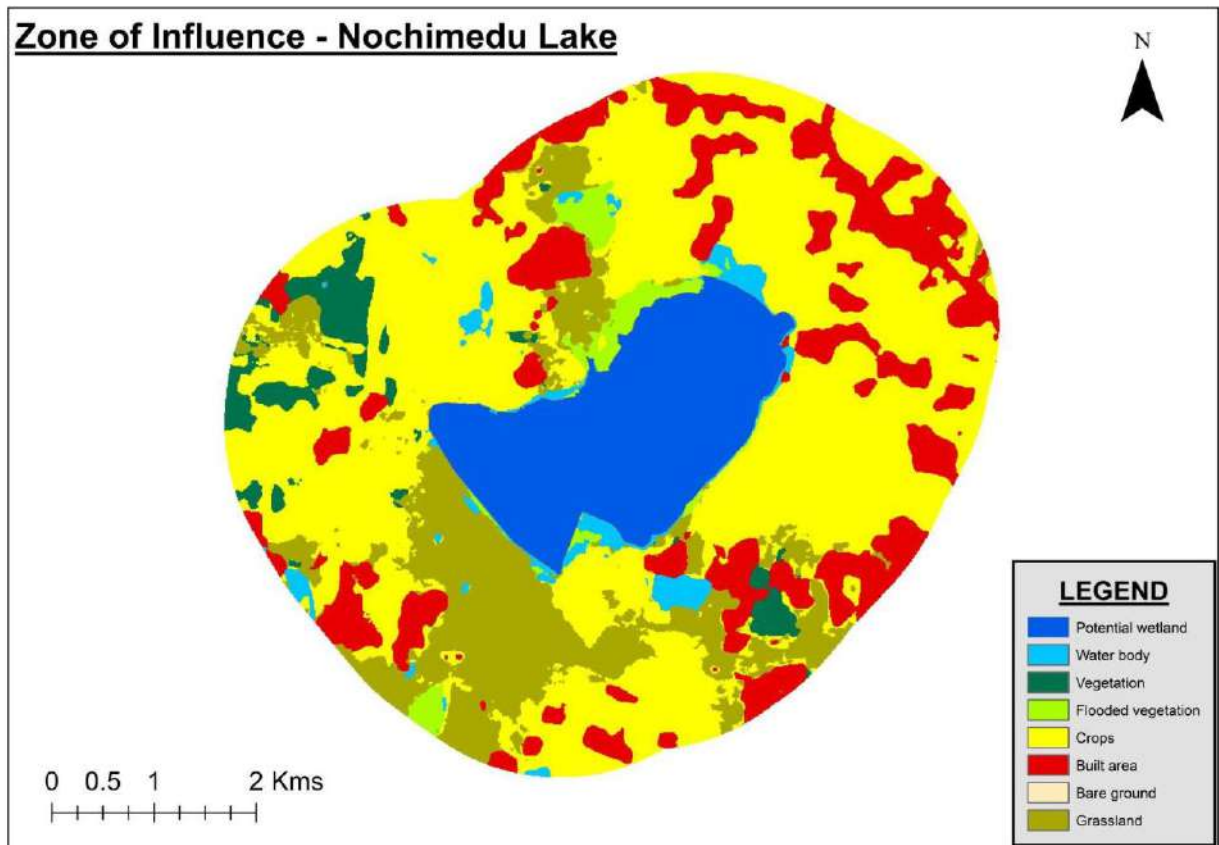 Zone of Influence - Nochimedu Lake
N
LEGEND
Potential wetland
Water body
Vegetation
Flooded vegetation
Crops
Built area
Bare ground
Grassland
0 0.5 1 2 Kms